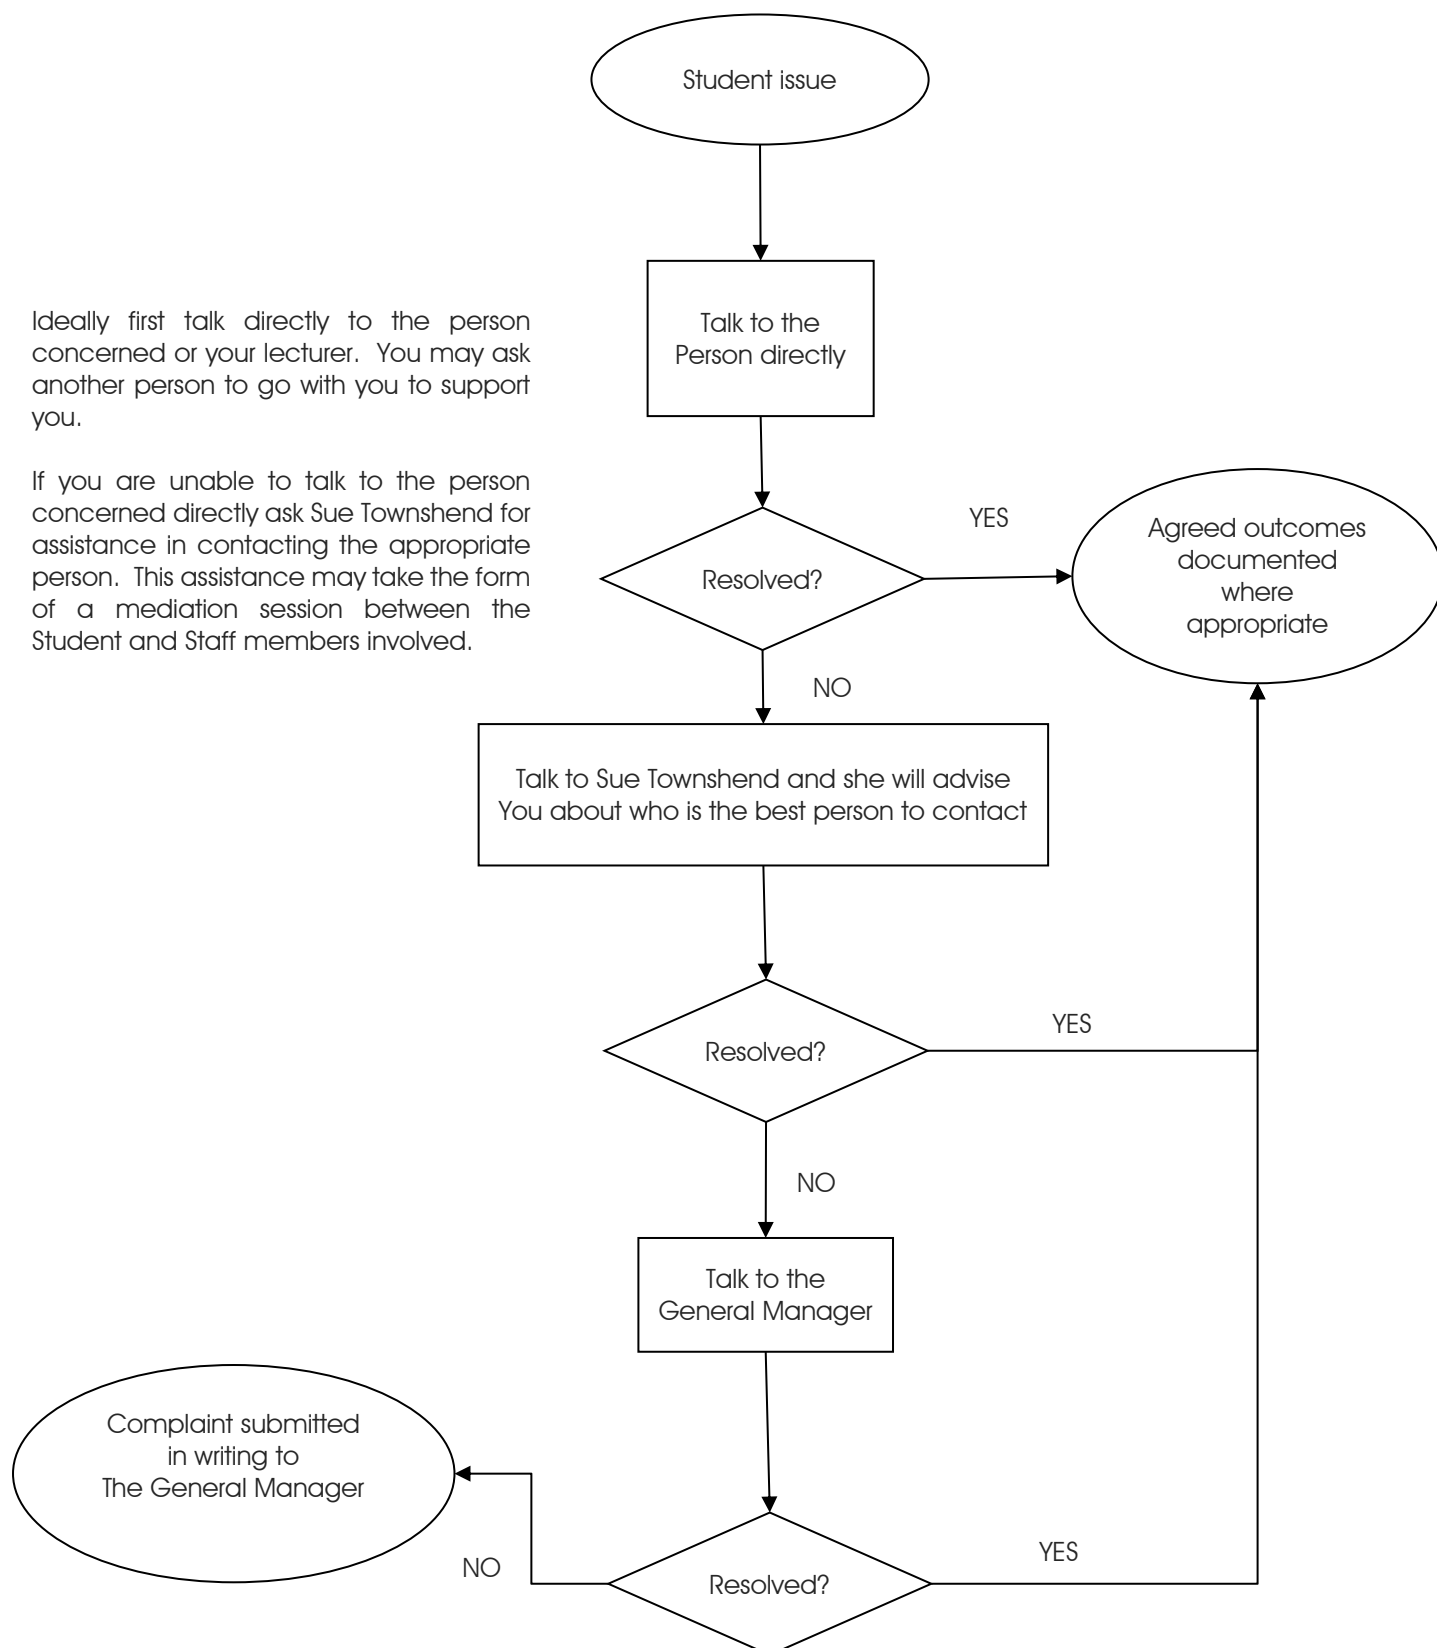 Student issue
Talk to the
Person directly
Ideally first talk directly to the person
concerned or your lecturer. You may ask
another person to go with you to support
you.
If you are unable to talk to the person
concerned directly ask Sue Townshend for
assistance in contacting the appropriate
person. This assistance may take the form
of a mediation session between the
Student and Staff members involved.
Resolved?
YES
Agreed outcomes
documented
where
appropriate
NO
Talk to Sue Townshend and she will advise
You about who is the best person to contact
Resolved?
YES
NO
Talk to the
General Manager
Complaint submitted
in writing to
The General Manager
NO
Resolved?
YES